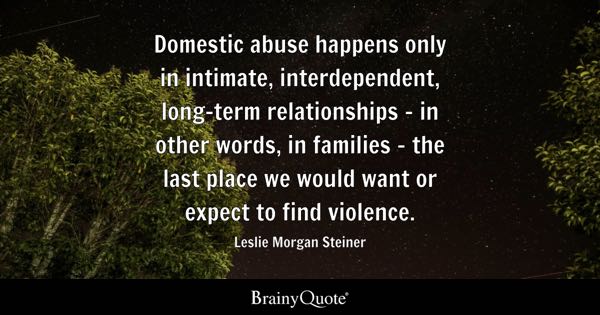 Domestic abuse happens only
in intimate, interdependent,
long-term relationships - in
other words, in families - the
last place we would want or
expect to find violence.
Leslie Morgan Steiner
BrainyQuote®